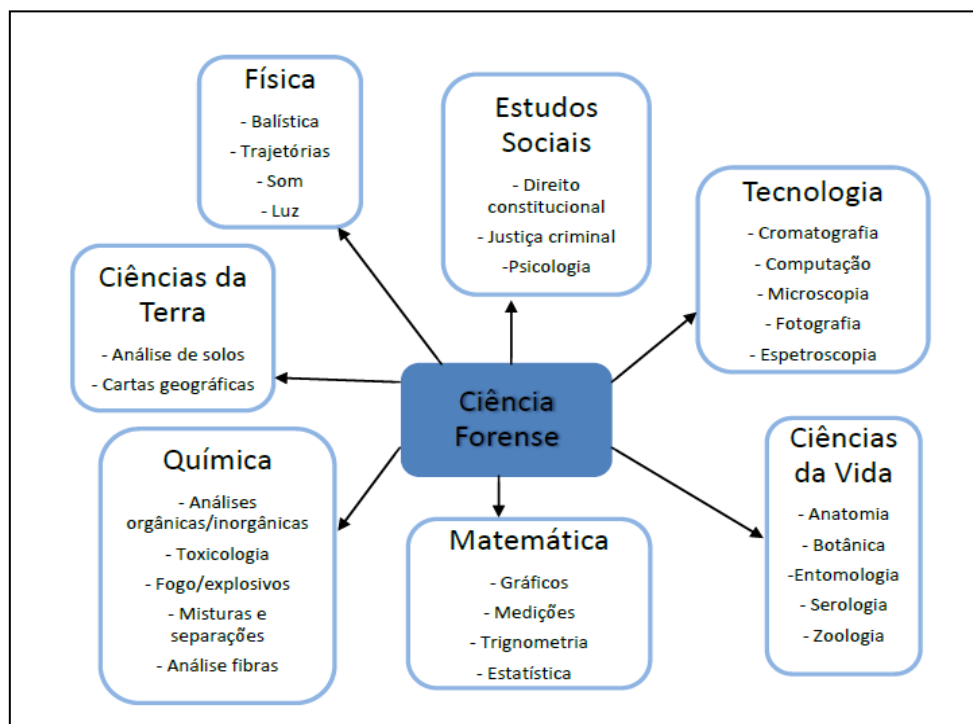 Física
- Balística
- Trajetórias
- Som
- Luz
Estudos
Sociais
- Direito
constitucional
- Justiça criminal
-Psicologia
Tecnologia
- Cromatografia
- Computação
- Microscopia
- Fotografia
- Espetroscopia
Ciências da
Terra
- Análise de solos
- Cartas geográficas
Ciência
Forense
Química
- Análises
orgânicas/inorgânicas
- Toxicologia
- Fogo/explosivos
- Misturas e
separações
- Análise fibras
Matemática
- Gráficos
- Medições
- Trignometria
- Estatística
Ciências
da Vida
- Anatomia
- Botânica
-Entomologia
- Serologia
- Zoologia